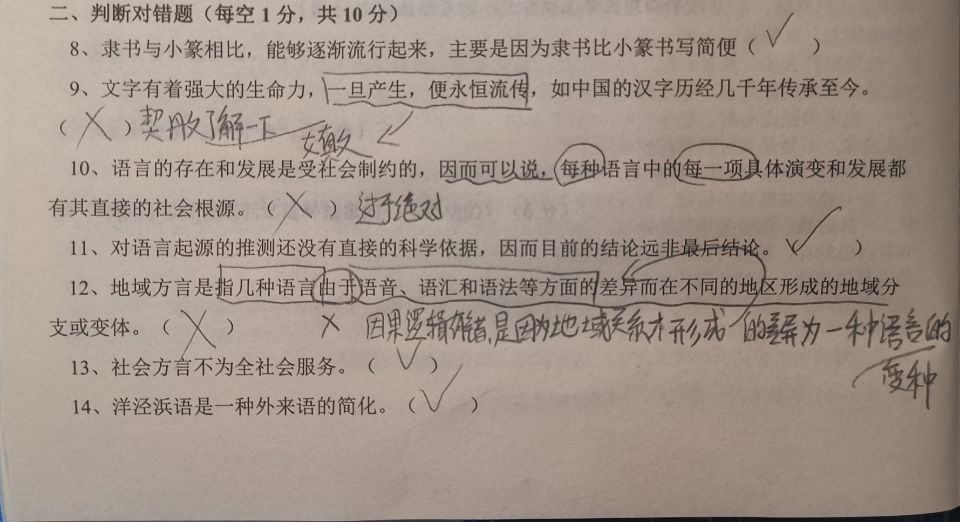 二、判断对错题（每空 1 分，共 10 分）
8、隶书与小篆相比，能够逐渐流行起来，主要是因为隶书比小篆书写简便（ ✓ ）
9、文字有着强大的生命力，一旦产生，便永恒流传，如中国的汉字历经几千年传承至今。
（ × ）契丹文了解一下
女真文
10、语言的存在和发展是受社会制约的，因而可以说，每种语言中的每一项具体演变和发展都
有其直接的社会根源。（ × ）过于绝对
11、对语言起源的推测还没有直接的科学依据，因而目前的结论远非最后结论。（ ✓ ）
12、地域方言是指几种语言由于语音、语汇和语法等方面的差异而在不同的地区形成的地域分
支或变体。（ × ） × 因果逻辑有错,是因为地域关系才形成的差异为一种语言的
变种
13、社会方言不为全社会服务。（ ✓ ）
14、洋泾浜语是一种外来语的简化。（ ✓ ）